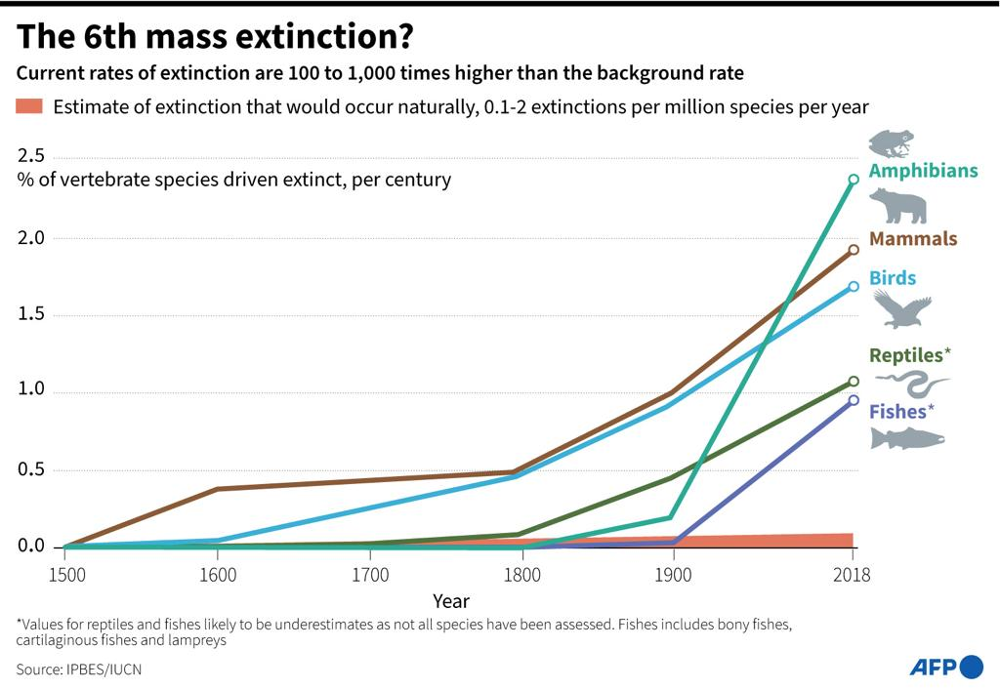 The 6th mass extinction?
Current rates of extinction are 100 to 1,000 times higher than the background rate
Estimate of extinction that would occur naturally, 0.1-2 extinctions per million species per year
2.5
% of vertebrate species driven extinct, per century
Amphibians
2.0
Mammals
Birds
1.5
Reptiles*
1.0
Fishes*
0.5
0.0
1500 1600 1700 1800 1900 2018
Year
*Values for reptiles and fishes likely to be underestimates as not all species have been assessed. Fishes includes bony fishes,
cartilaginous fishes and lampreys
Source: IPBES/IUCN
AFP